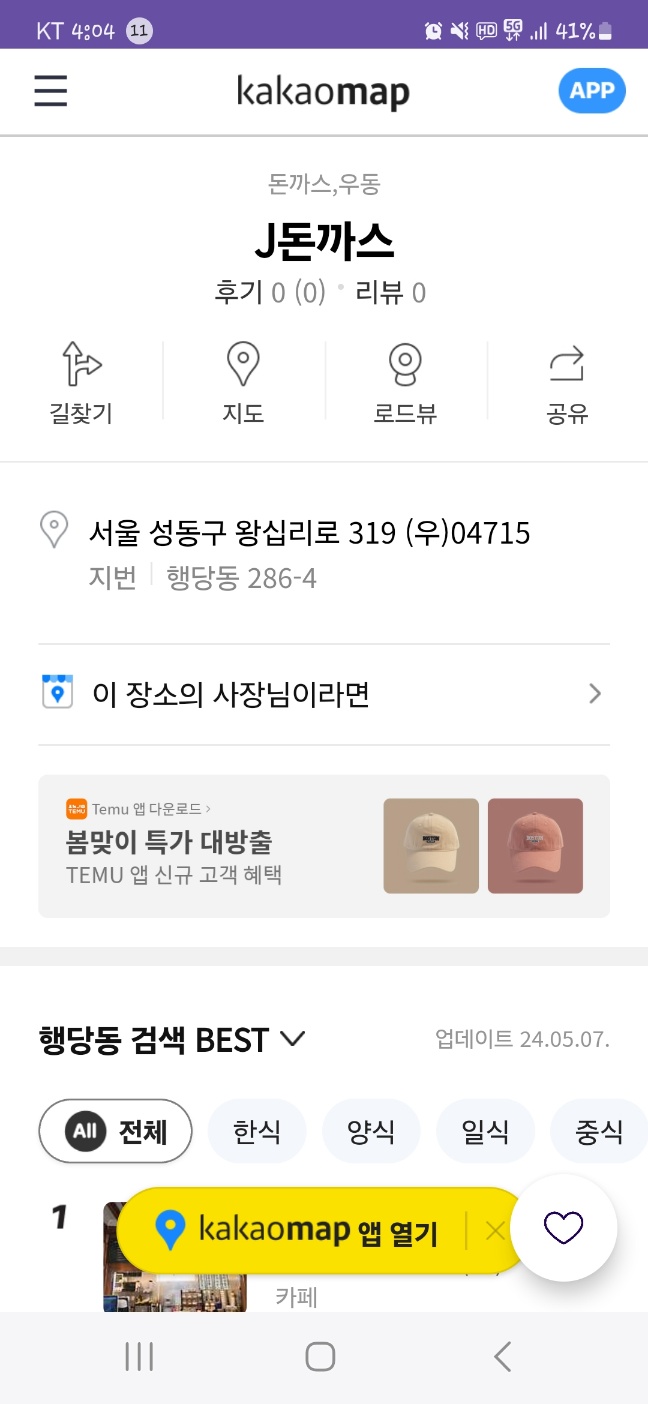 KT 4:04 11 HD 5G 41%
kakaomap APP
돈까스,우동
J돈까스
후기 0 (0) 리뷰 0
길찾기 지도 로드뷰 공유
서울 성동구 왕십리로 319 (우)04715
지번 행당동 286-4
이 장소의 사장님이라면
TEMU Temu 앱 다운로드
봄맞이 특가 대방출
TEMU 앱 신규 고객 혜택
행당동 검색 BEST 업데이트 24.05.07.
All 전체 한식 양식 일식 중식
1
kakaomap 앱 열기
카페